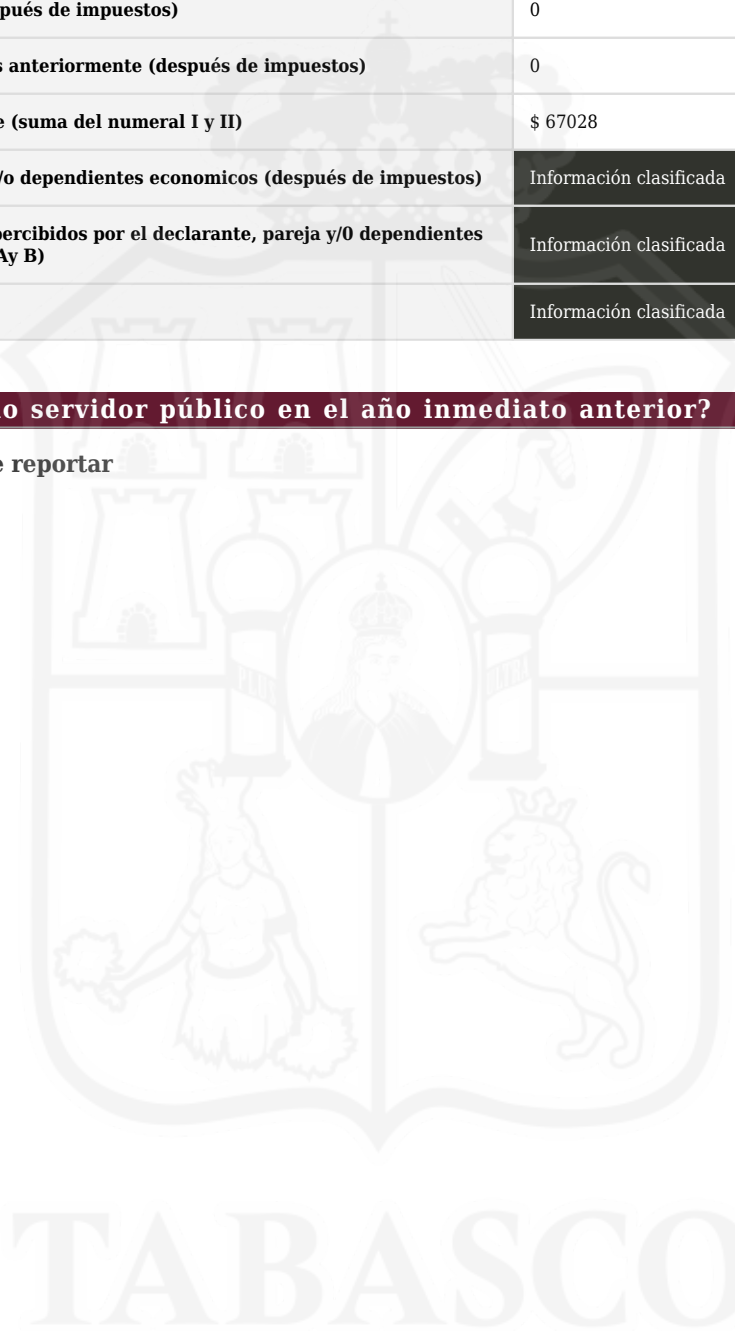 pués de impuestos)
0
s anteriormente (después de impuestos)
0
e (suma del numeral I y II)
$ 67028
/o dependientes economicos (después de impuestos)
Información clasificada
percibidos por el declarante, pareja y/0 dependientes
Ay B)
Información clasificada
Información clasificada
o servidor público en el año inmediato anterior?
e reportar
PLUS
ULTRA
TABASCO